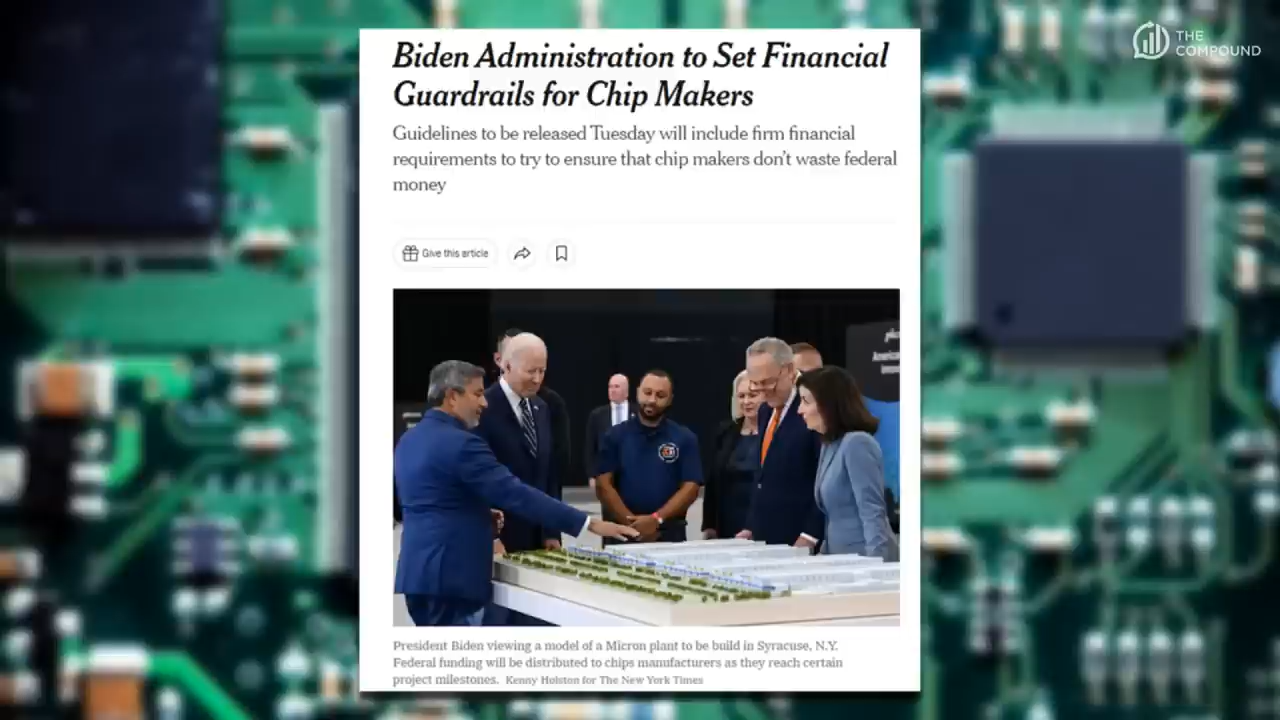 THE
COMPOUND
Biden Administration to Set Financial
Guardrails for Chip Makers
Guidelines to be released Tuesday will include firm financial
requirements to try to ensure that chip makers don't waste federal
money
Give this article
President Biden viewing a model of a Micron plant to be build in Syracuse, N.Y.
Federal funding will be distributed to chips manufacturers as they reach certain
project milestones. Kenny Holston for The New York Times